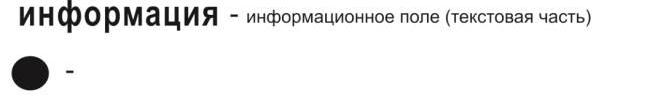 информация - информационное поле (текстовая часть)
-